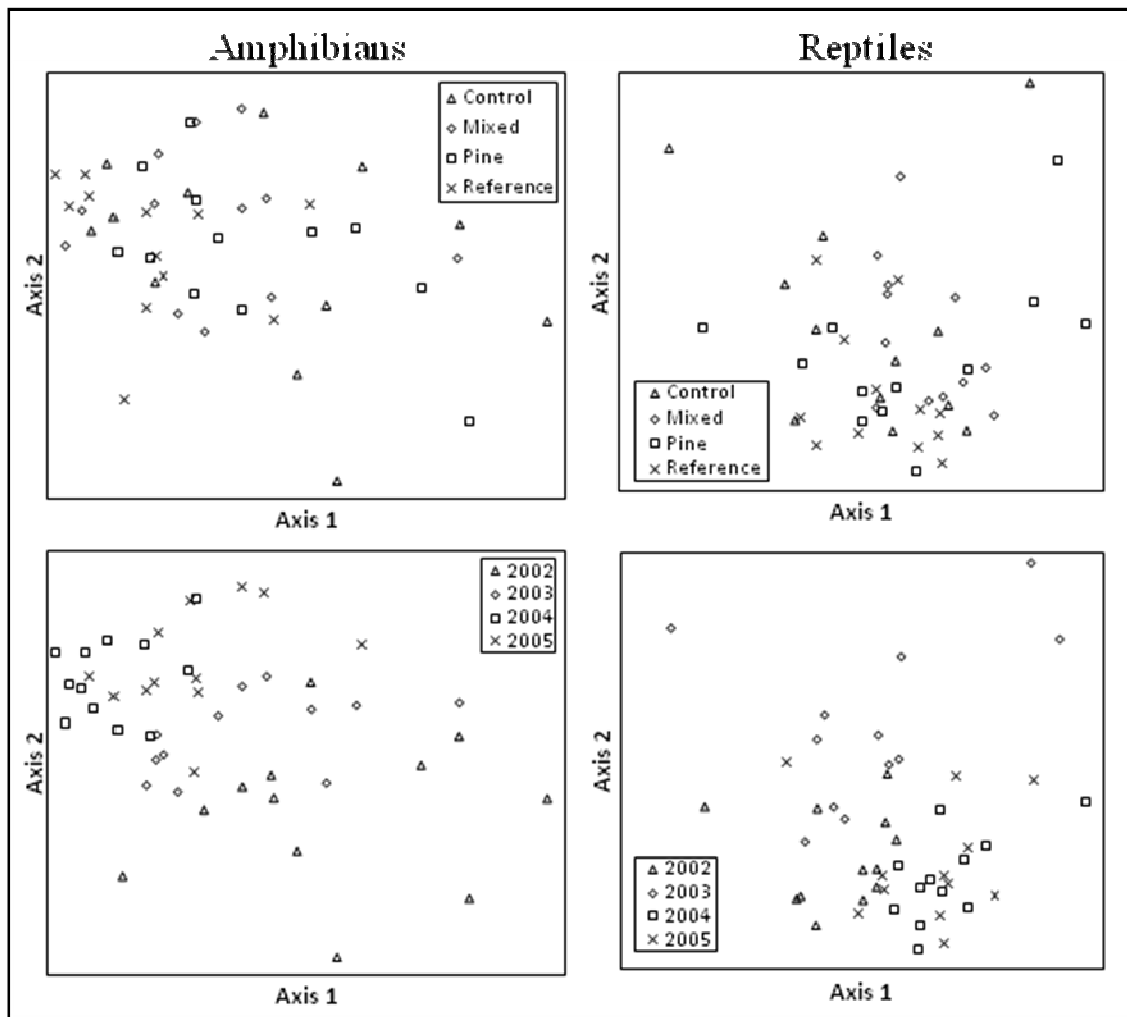 Amphibians
Reptiles
Control
Mixed
Pine
Reference
Axis 2
Axis 1
Control
Mixed
Pine
Reference
Axis 2
Axis 1
2002
2003
2004
2005
Axis 2
Axis 1
2002
2003
2004
2005
Axis 2
Axis 1